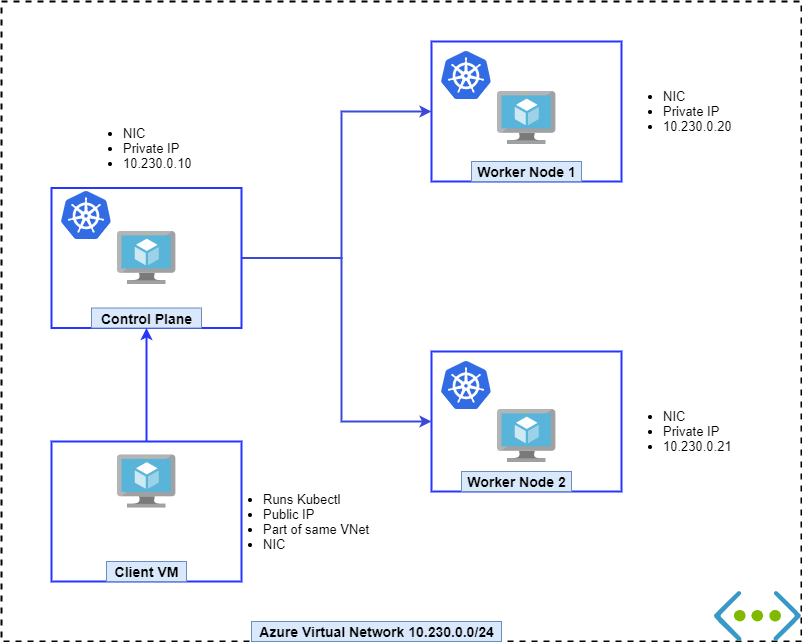 NIC
Private IP
10.230.0.20
Worker Node 1
NIC
Private IP
10.230.0.10
Control Plane
NIC
Private IP
10.230.0.21
Worker Node 2
Runs Kubectl
Public IP
Part of same VNet
NIC
Client VM
Azure Virtual Network 10.230.0.0/24